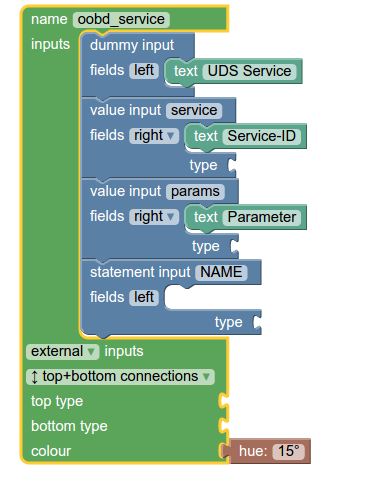 name oobd_service
inputs dummy input
fields left text UDS Service
value input service
fields right ▾ text Service-ID
type
value input params
fields right ▾ text Parameter
type
statement input NAME
fields left
type
external ▾ inputs
↕ top+bottom connections ▾
top type
bottom type
colour hue: 15°